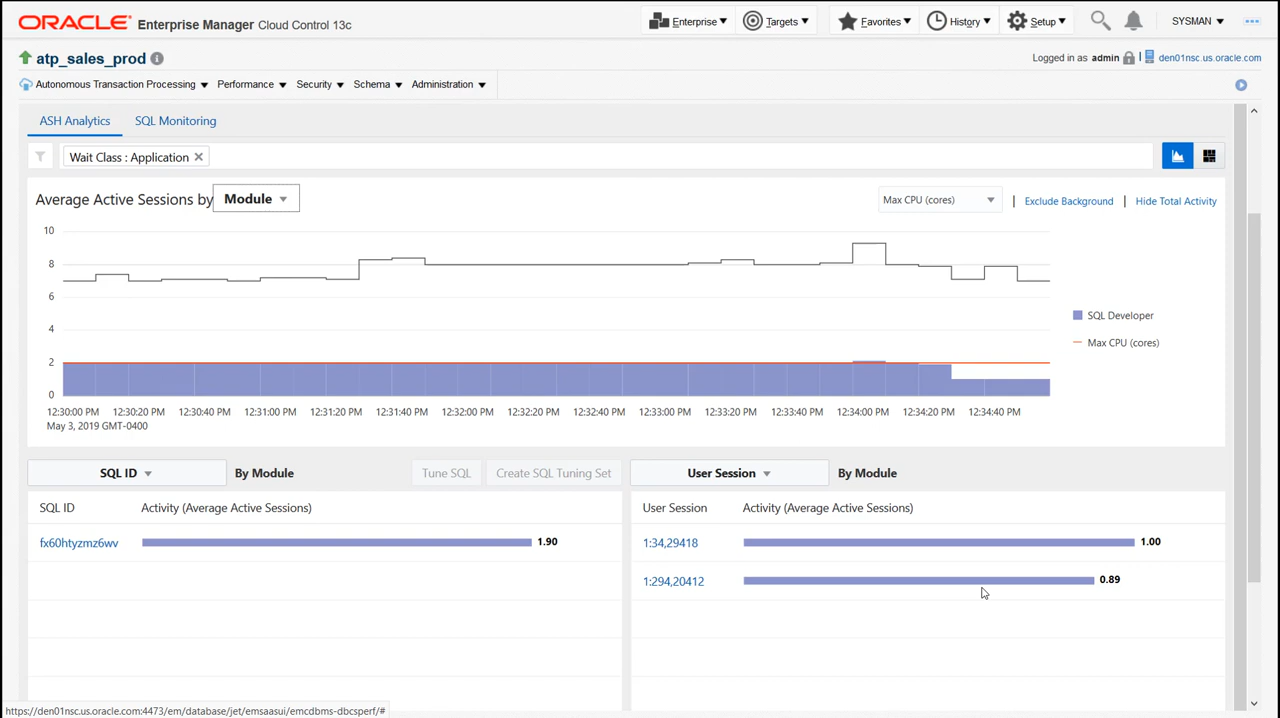 ORACLE Enterprise Manager Cloud Control 13c
Enterprise Targets Favorites History Setup SYSMAN
atp_sales_prod
Logged in as admin den01nsc.us.oracle.com
Autonomous Transaction Processing Performance Security Schema Administration
ASH Analytics SQL Monitoring
Wait Class : Application
Average Active Sessions by Module
Max CPU (cores) | Exclude Background | Hide Total Activity
10
8
6
4
2
0
SQL Developer
Max CPU (cores)
12:30:00 PM 12:30:20 PM 12:30:40 PM 12:31:00 PM 12:31:20 PM 12:31:40 PM 12:32:00 PM 12:32:20 PM 12:32:40 PM 12:33:00 PM 12:33:20 PM 12:33:40 PM 12:34:00 PM 12:34:20 PM 12:34:40 PM
May 3, 2019 GMT-0400
SQL ID By Module Tune SQL Create SQL Tuning Set
SQL ID Activity (Average Active Sessions)
fx60htyzmz6wv 1.90
User Session By Module
User Session Activity (Average Active Sessions)
1:34,29418 1.00
1:294,20412 0.89
https://den01nsc.us.oracle.com:4473/em/database/jet/emsaasui/emcdbms-dbcsperf/#